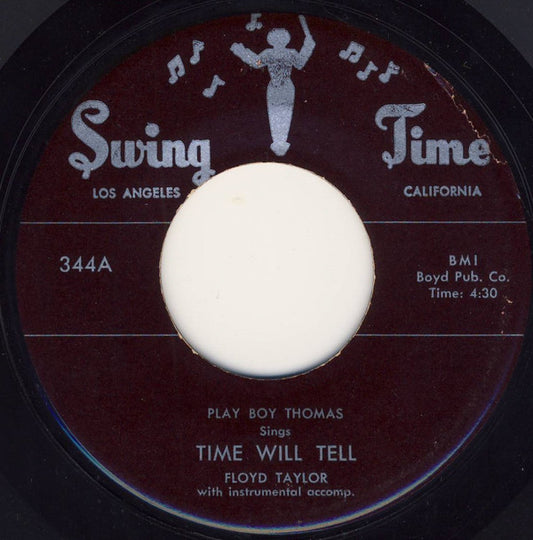 Swing Time
LOS ANGELES CALIFORNIA
344A
BMI
Boyd Pub. Co.
Time: 4:30
PLAY BOY THOMAS
Sings
TIME WILL TELL
FLOYD TAYLOR
with instrumental accomp.